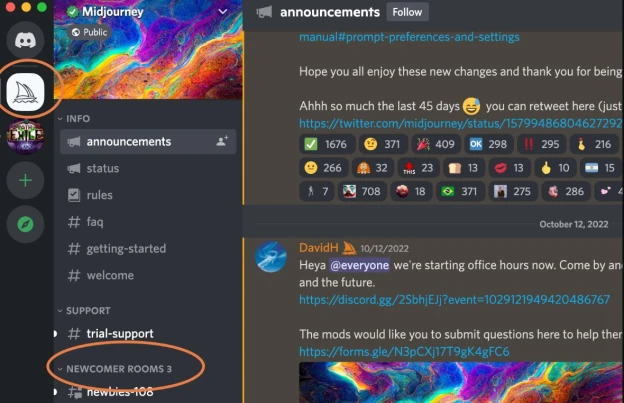 Midjourney
Public
INFO
announcements
status
rules
faq
getting-started
welcome
SUPPORT
trial-support
NEWCOMER ROOMS 3
newbies-108
announcements
Follow
manual#prompt-preferences-and-settings
Hope you all enjoy these new changes and thank you for being
Ahhh so much the last 45 days 😅 you can retweet here (just
https://twitter.com/midjourney/status/15799486804627292
1676 371 409 OK 298 295 216
266 32 THIS 23 13 13 10 15
7 708 18 371 275 286
October 12, 2022
DavidH 10/12/2022
Heya @everyone we're starting office hours now. Come by an
and the future.
https://discord.gg/2SbhjEJj?event=1029121949420486767
The mods would like you to submit questions here to help the
https://forms.gle/N3pCXj17T9gK4gFC6